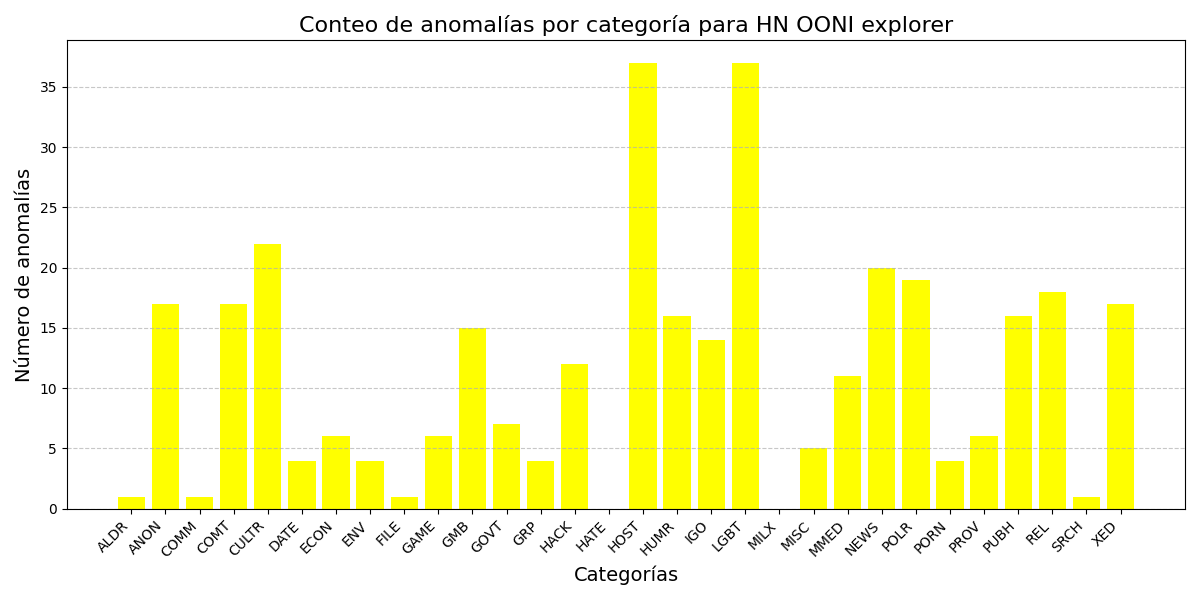 Conteo de anomalías por categoría para HN OONI explorer
Número de anomalías
35
30
25
20
15
10
5
0
ALDR
ANON
COMM
COMT
CULTR
DATE
ECON
ENV
FILE
GAME
GMB
GOVT
GRP
HACK
HATE
HOST
HUMR
IGO
LGBT
MILX
MISC
MMED
NEWS
POLR
PORN
PROV
PUBH
REL
SRCH
XED
Categorías